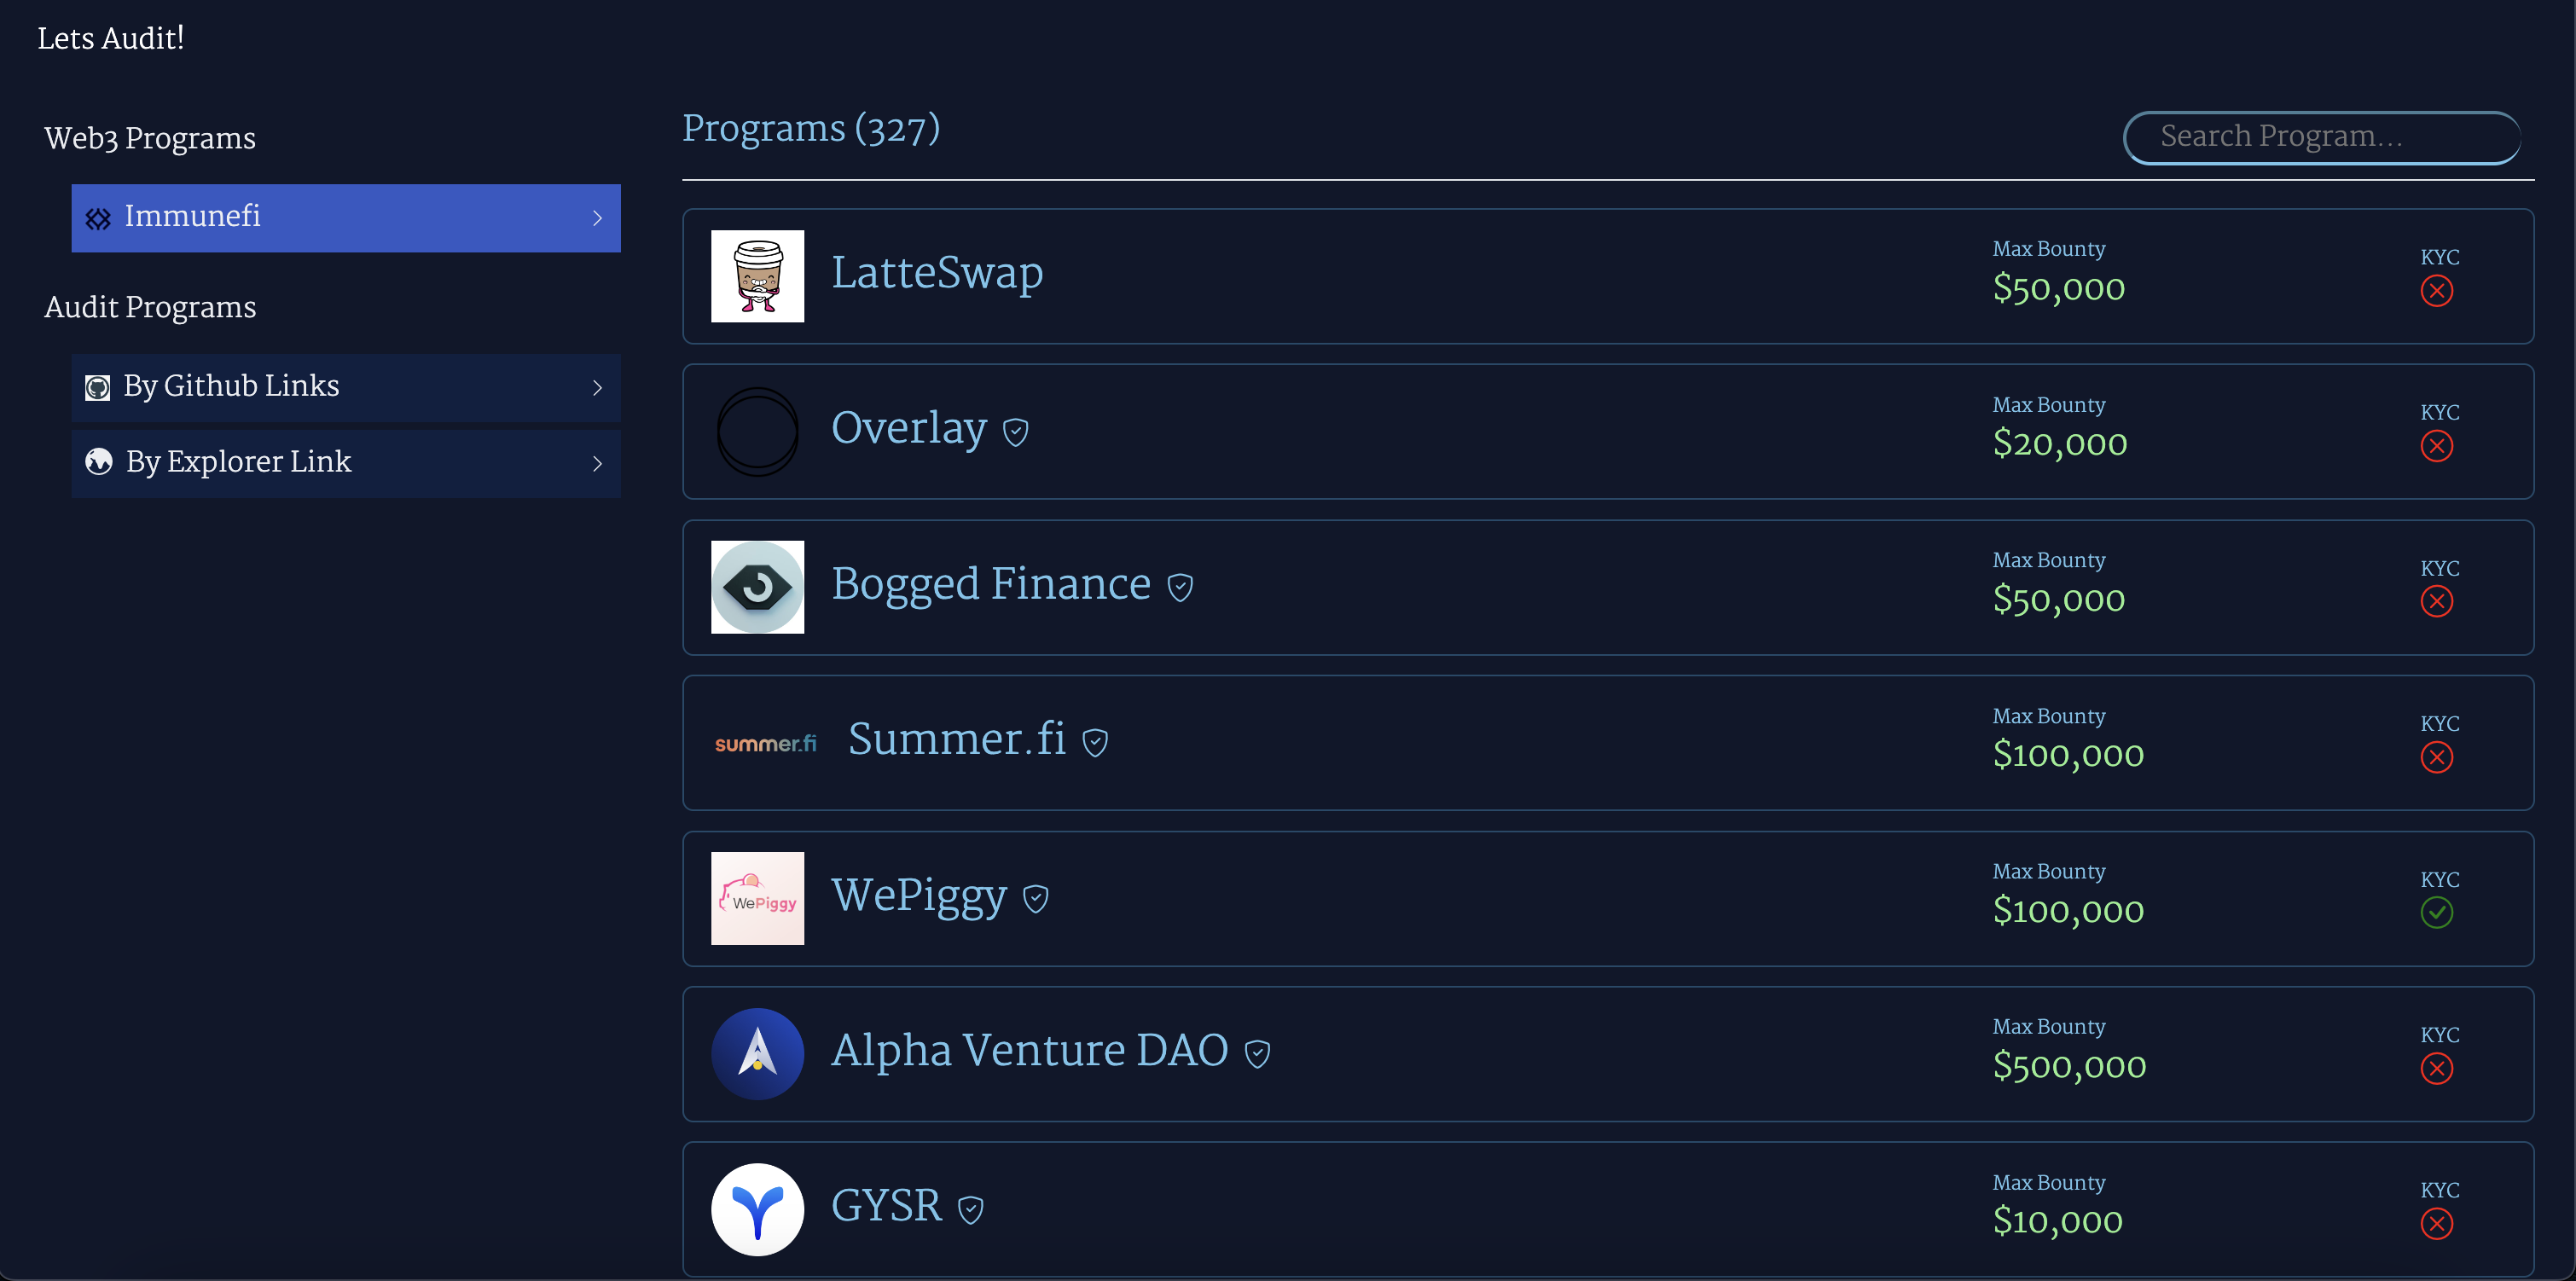 Lets Audit!
Web3 Programs
Immunefi
Audit Programs
By Github Links
By Explorer Link
Programs (327)
Search Program...
LatteSwap
Max Bounty
$50,000
KYC
Overlay
Max Bounty
$20,000
KYC
Bogged Finance
Max Bounty
$50,000
KYC
summer.fi
Summer.fi
Max Bounty
$100,000
KYC
WePiggy
WePiggy
Max Bounty
$100,000
KYC
Alpha Venture DAO
Max Bounty
$500,000
KYC
GYSR
Max Bounty
$10,000
KYC